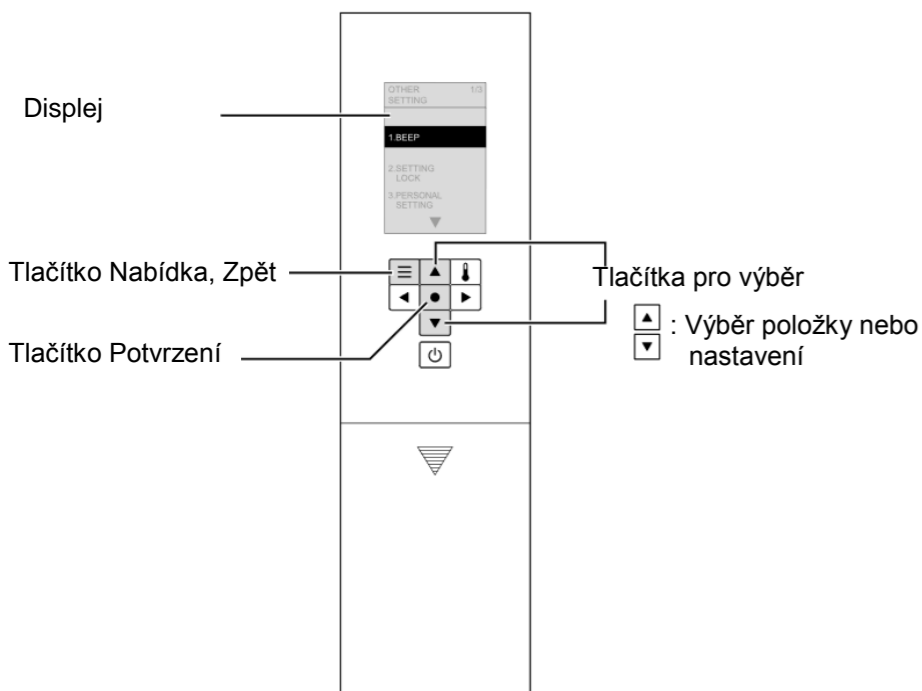 OTHER 1/3
SETTING
1.BEEP
2.SETTING
LOCK
3.PERSONAL
SETTING
Displej
Tlačítko Nabídka, Zpět
Tlačítko Potvrzení
Tlačítka pro výběr
: Výběr položky nebo
nastavení